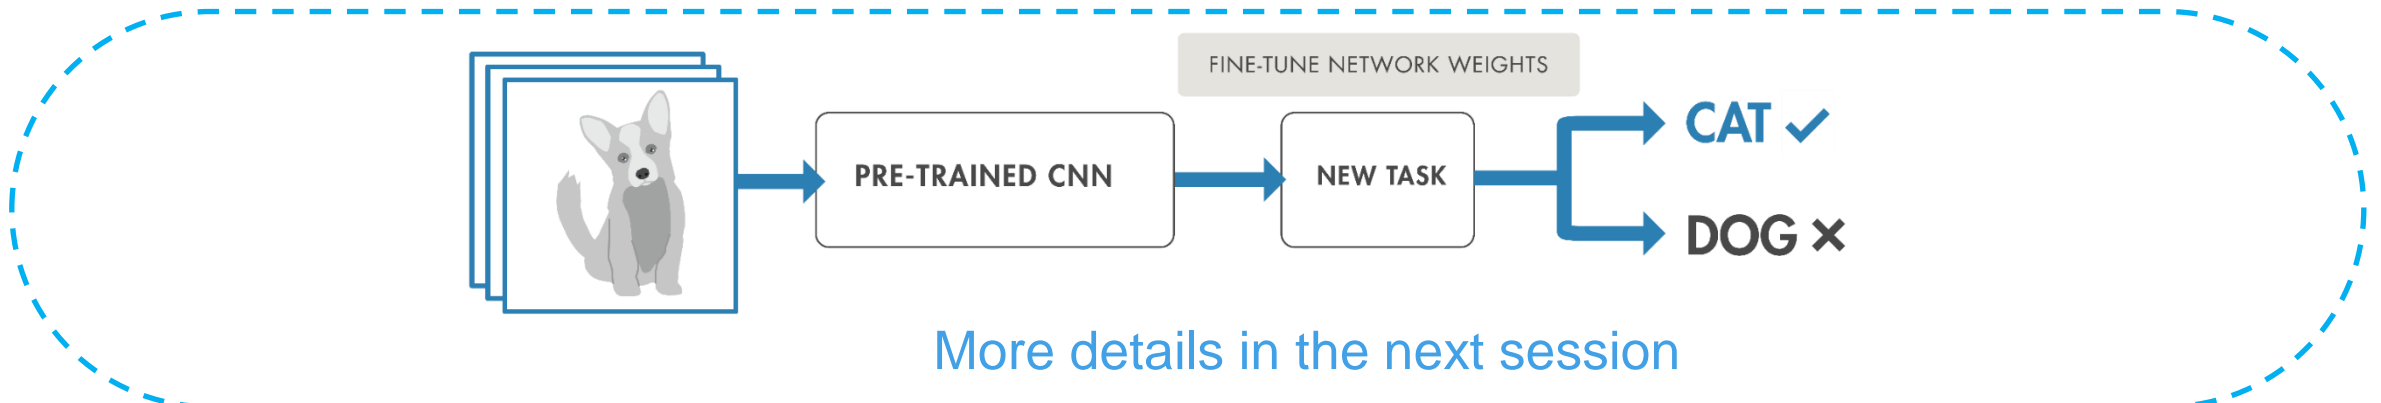 FINE-TUNE NETWORK WEIGHTS
PRE-TRAINED CNN
NEW TASK
CAT ✓
DOG ✕
More details in the next session